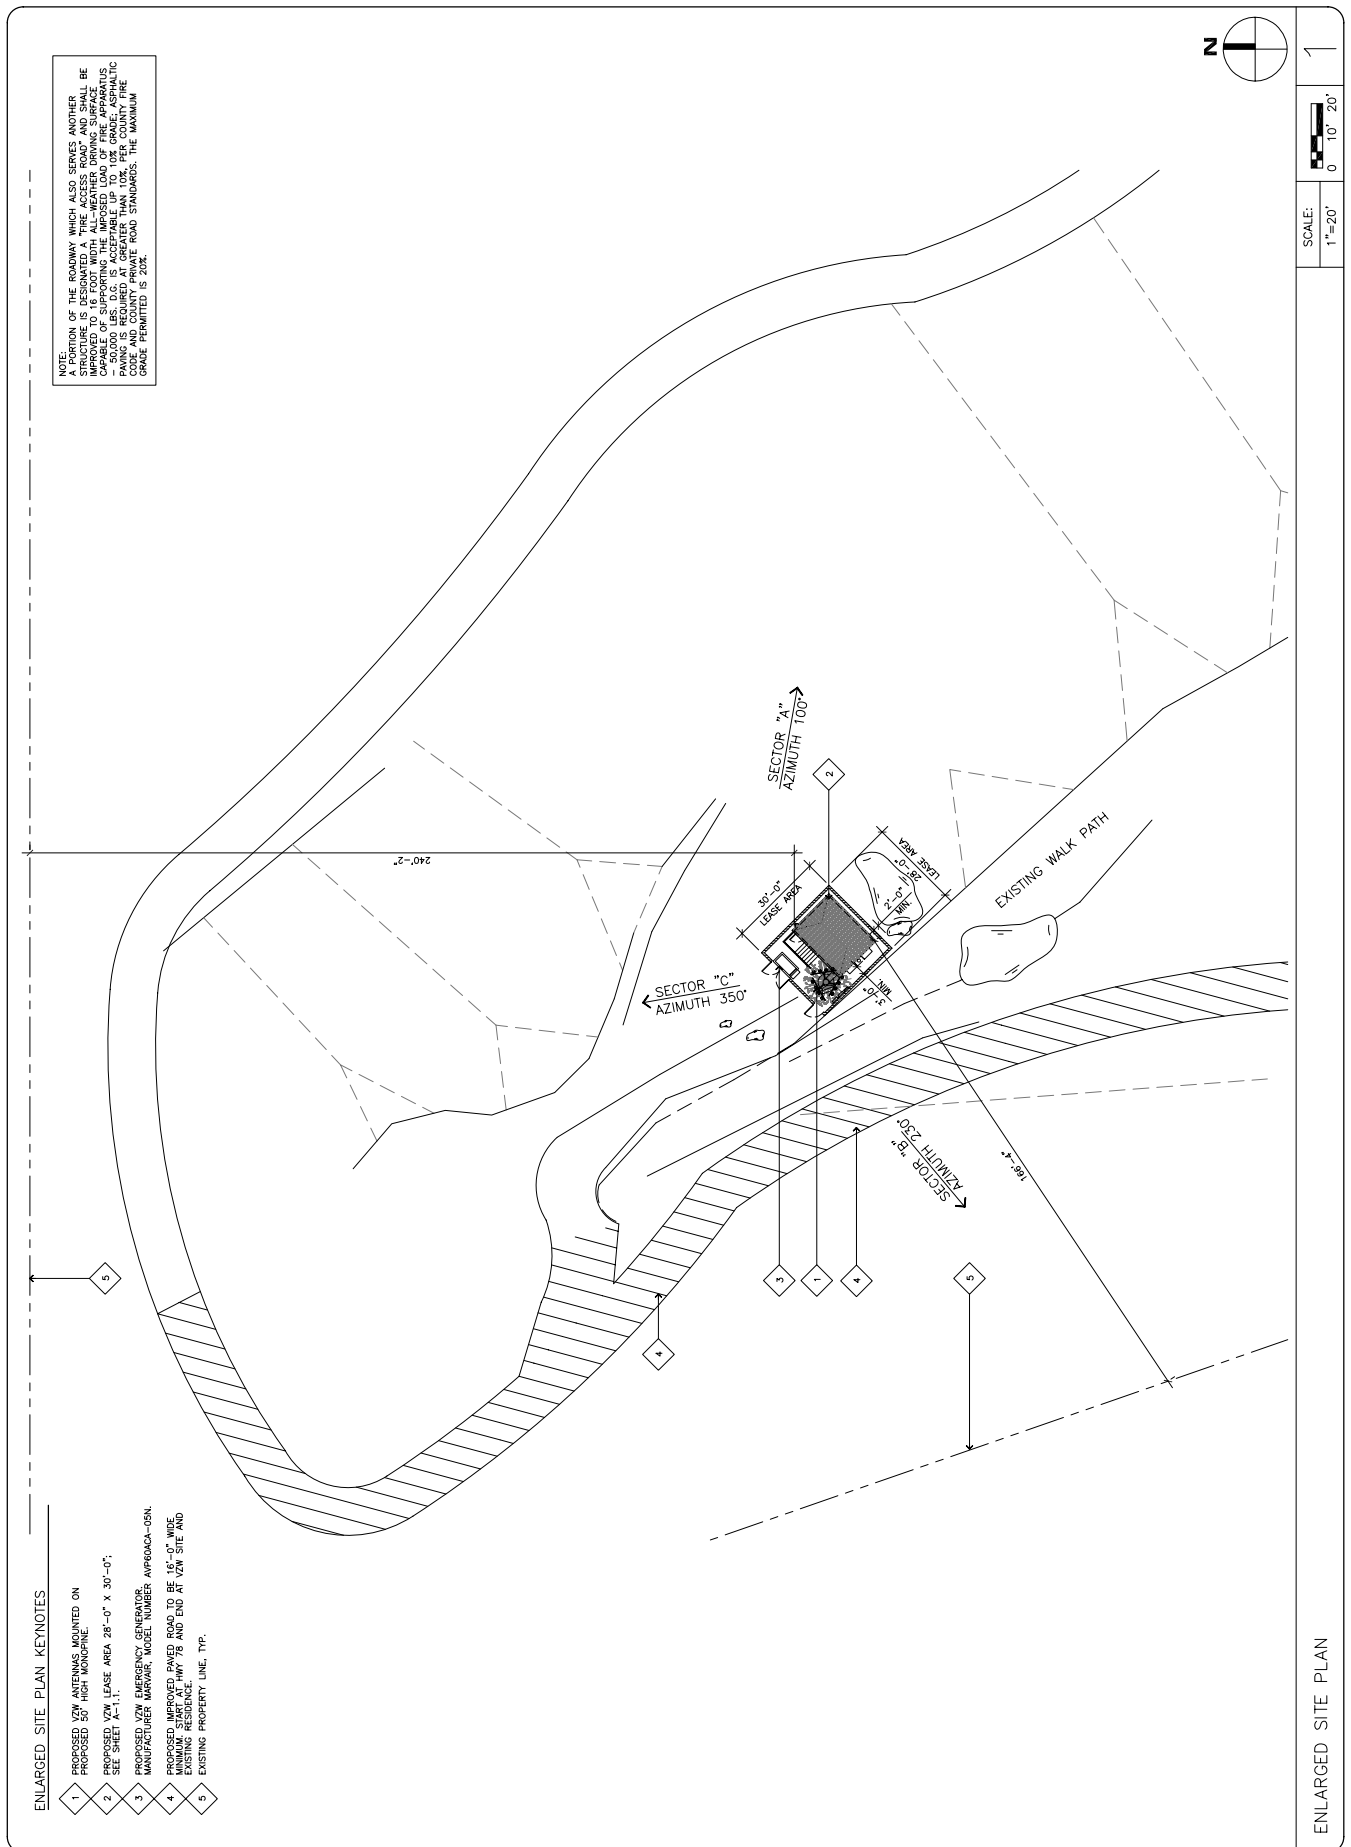 ENLARGED SITE PLAN KEYNOTES
1
PROPOSED VZW ANTENNAS MOUNTED ON
PROPOSED 50' HIGH MONOPINE.
2
PROPOSED VZW LEASE AREA 28'-0" X 30'-0";
SEE SHEET A-1.1.
3
PROPOSED VZW EMERGENCY GENERATOR.
MANUFACTURER MARVAIR, MODEL NUMBER AVP60ACA-05N.
4
PROPOSED IMPROVED PAVED ROAD TO BE 16'-0" WIDE
MINIMUM. START AT HWY 78 AND END AT VZW SITE AND
EXISTING RESIDENCE.
5
EXISTING PROPERTY LINE, TYP.
NOTE:
A PORTION OF THE ROADWAY WHICH ALSO SERVES ANOTHER
STRUCTURE IS DESIGNATED A "FIRE ACCESS ROAD" AND SHALL BE
IMPROVED TO 16 FOOT WIDTH ALL-WEATHER DRIVING SURFACE
CAPABLE OF SUPPORTING THE IMPOSED LOAD OF FIRE APPARATUS
- 50,000 LBS. D.G. IS ACCEPTABLE UP TO 10% GRADE; ASPHALTIC
PAVING IS REQUIRED AT GREATER THAN 10%, PER COUNTY FIRE
CODE AND COUNTY PRIVATE ROAD STANDARDS. THE MAXIMUM
GRADE PERMITTED IS 20%.
5
240'-2"
4
SECTOR "C"
AZIMUTH 350°
SECTOR "A"
AZIMUTH 100°
30'-0"
LEASE AREA
2
3
1
4
28'-0"
LEASE AREA
2'-0"
MIN.
3'-0"
MIN.
SECTOR "B"
AZIMUTH 230°
EXISTING WALK PATH
166'-4"
5
N
ENLARGED SITE PLAN
SCALE:
1"=20'
0 10' 20'
1